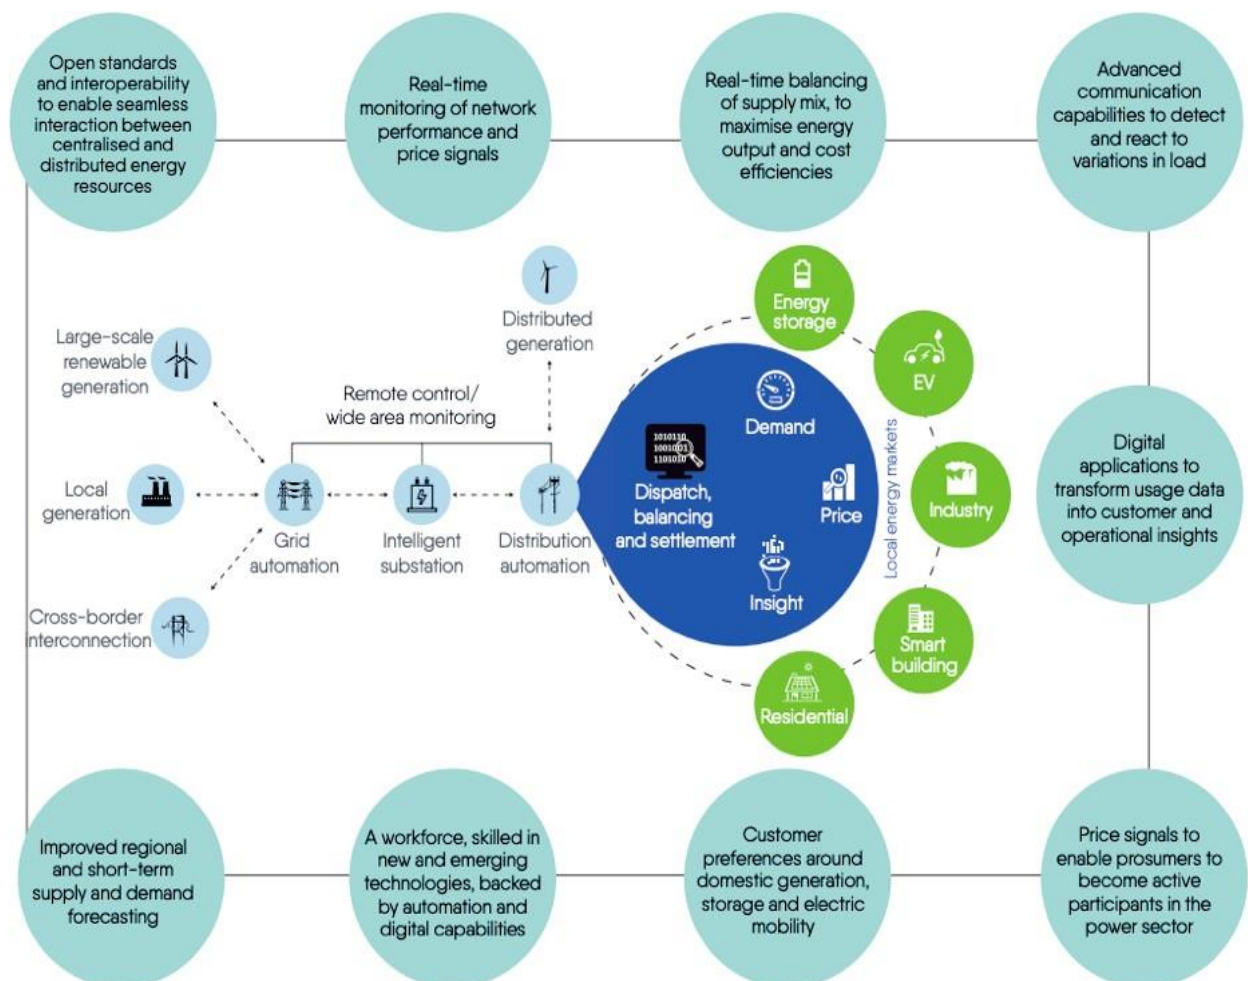 Open standards
and interoperability
to enable seamless
interaction between
centralised and
distributed energy
resources
Real-time
monitoring of network
performance and
price signals
Real-time balancing
of supply mix, to
maximise energy
output and cost
efficiencies
Advanced
communication
capabilities to detect
and react to
variations in load
Large-scale
renewable
generation
Local
generation
Cross-border
interconnection
Remote control/
wide area monitoring
Grid
automation
Intelligent
substation
Distribution
automation
Distributed
generation
1010110
1001001
1101010
Dispatch,
balancing
and settlement
Demand
Price
Insight
Local energy markets
Energy
storage
EV
Industry
Smart
building
Residential
Digital
applications to
transform usage data
into customer and
operational insights
Improved regional
and short-term
supply and demand
forecasting
A workforce, skilled in
new and emerging
technologies, backed
by automation and
digital capabilities
Customer
preferences around
domestic generation,
storage and electric
mobility
Price signals to
enable prosumers to
become active
participants in the
power sector